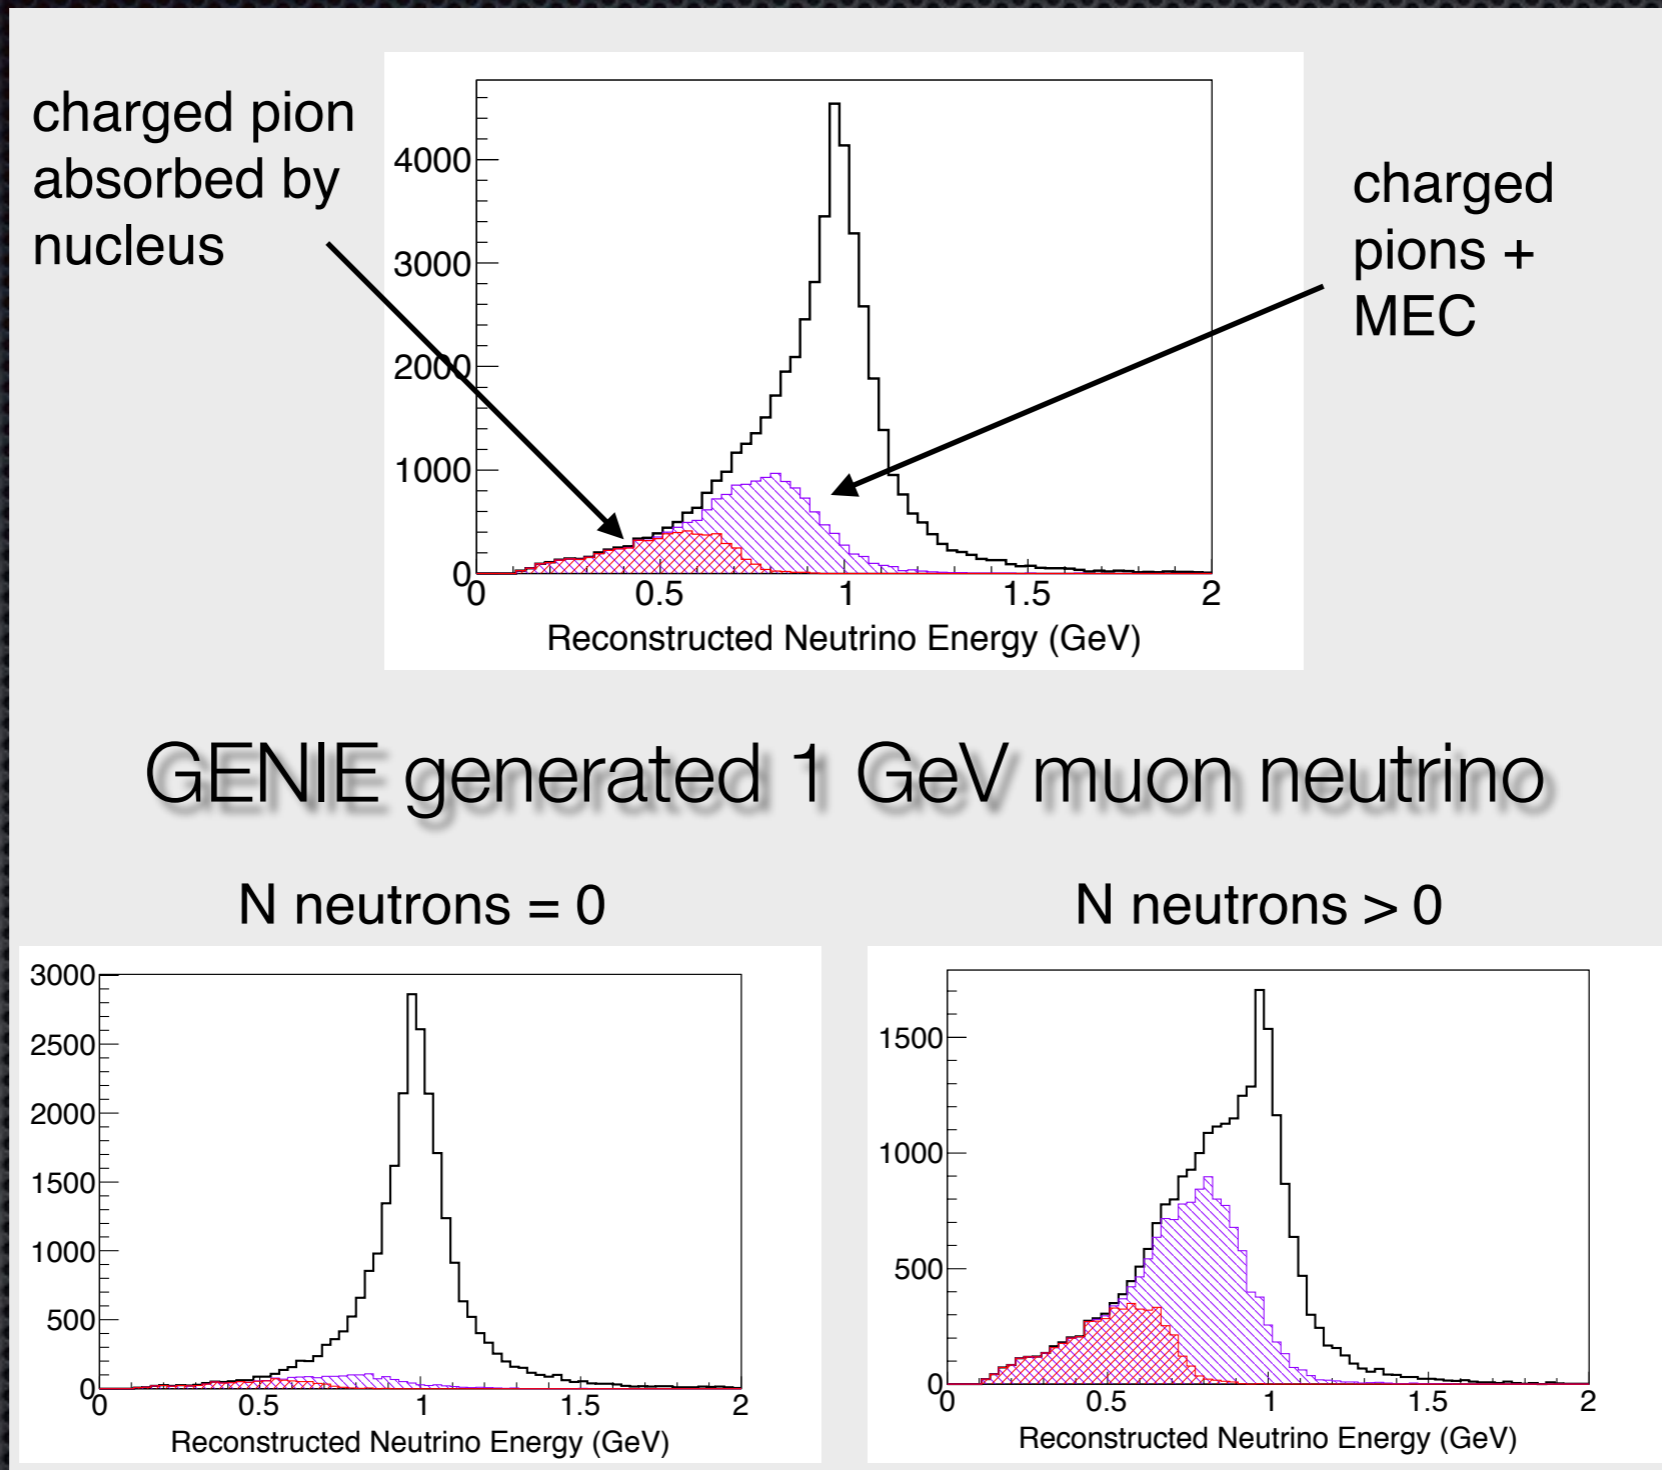 charged pion
absorbed by
nucleus
charged
pions +
MEC
4000
3000
2000
1000
0
0 0.5 1 1.5 2
Reconstructed Neutrino Energy (GeV)
GENIE generated 1 GeV muon neutrino
N neutrons = 0
3000
2500
2000
1500
1000
500
0
0 0.5 1 1.5 2
Reconstructed Neutrino Energy (GeV)
N neutrons > 0
1500
1000
500
0
0 0.5 1 1.5 2
Reconstructed Neutrino Energy (GeV)